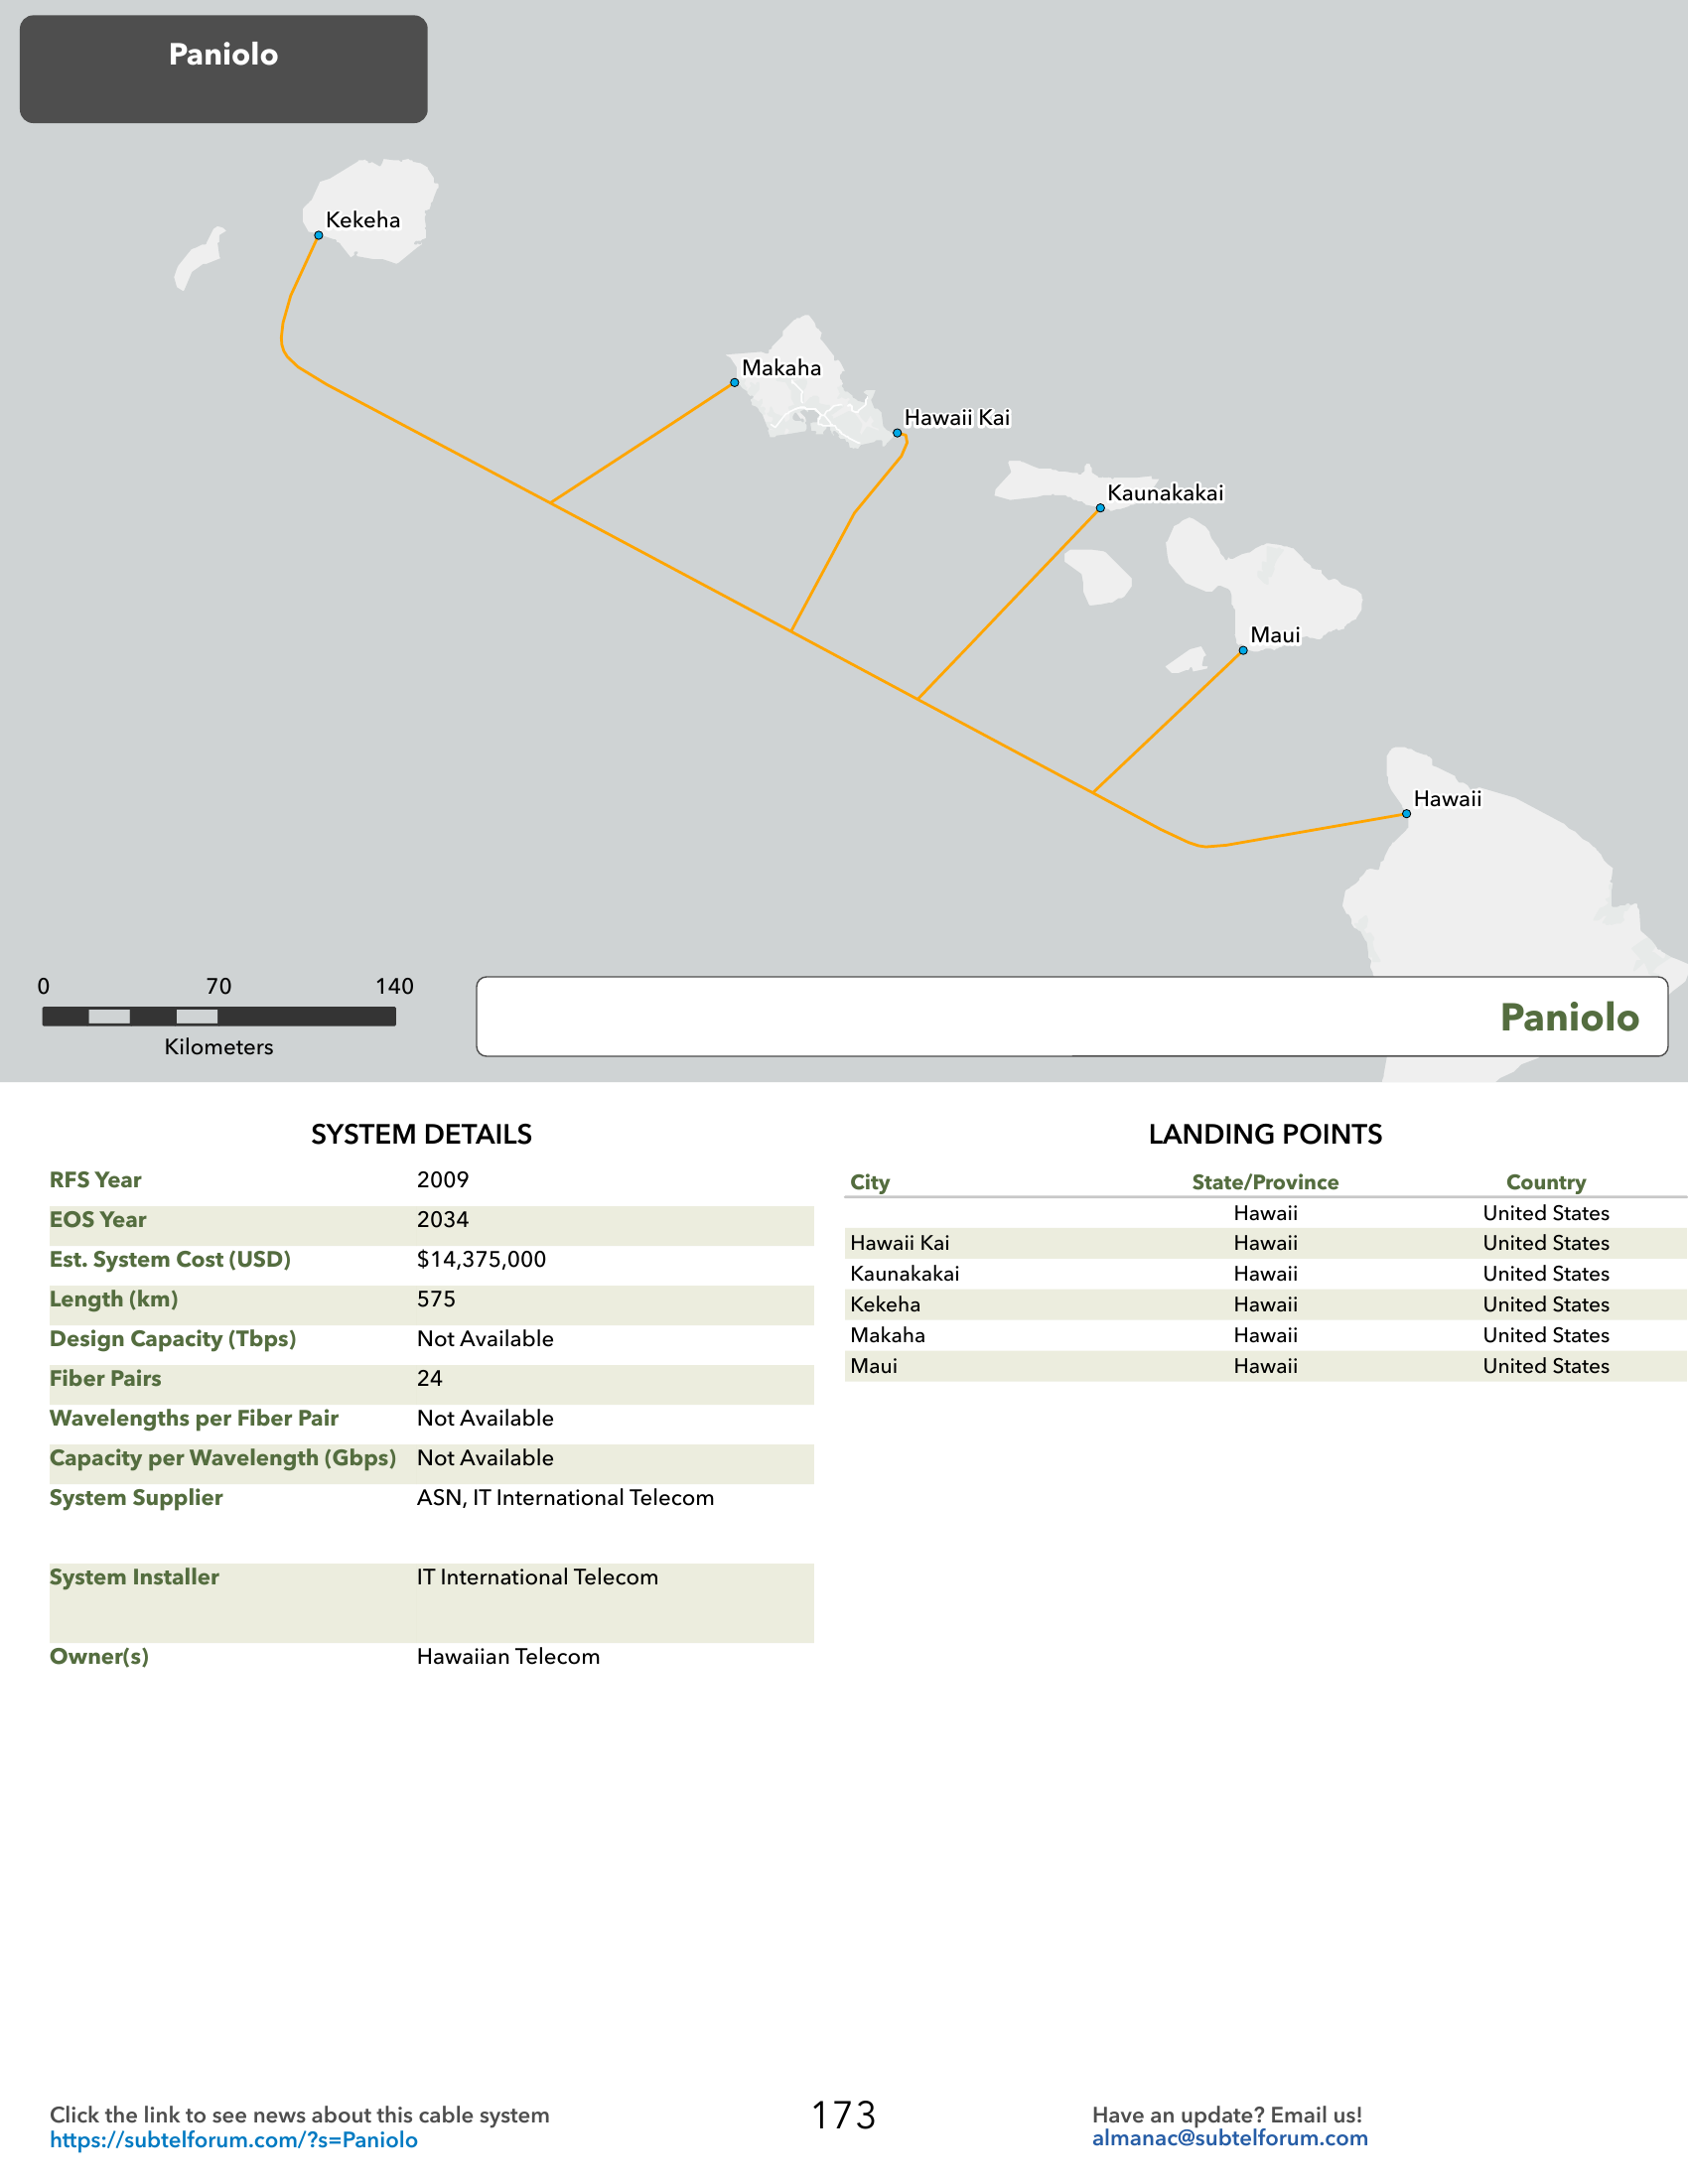 Paniolo
Kekeha
Makaha
Hawaii Kai
Kaunakakai
Maui
Hawaii
0 70 140
Kilometers
Paniolo
SYSTEM DETAILS
RFS Year 2009
EOS Year 2034
Est. System Cost (USD) $14,375,000
Length (km) 575
Design Capacity (Tbps) Not Available
Fiber Pairs 24
Wavelengths per Fiber Pair Not Available
Capacity per Wavelength (Gbps) Not Available
System Supplier ASN, IT International Telecom
System Installer IT International Telecom
Owner(s) Hawaiian Telecom
LANDING POINTS
City State/Province Country
Hawaii United States
Hawaii Kai Hawaii United States
Kaunakakai Hawaii United States
Kekeha Hawaii United States
Makaha Hawaii United States
Maui Hawaii United States
Click the link to see news about this cable system
https://subtelforum.com/?s=Paniolo
173
Have an update? Email us!
almanac@subtelforum.com